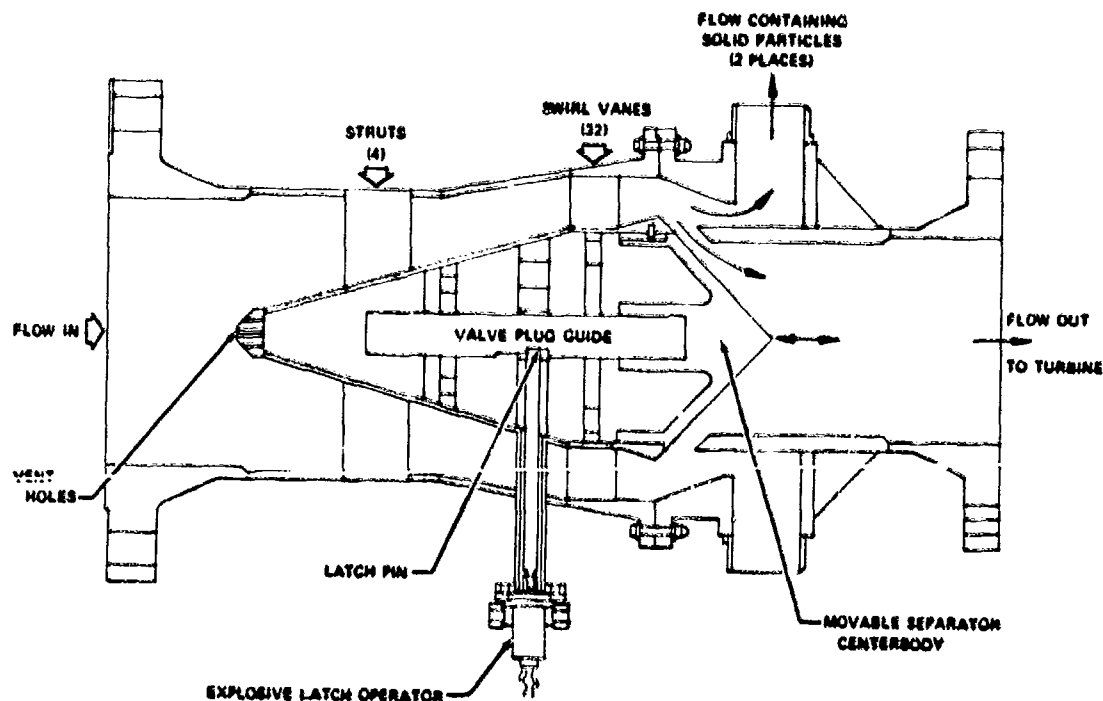 FLOW CONTAINING
SOLID PARTICLES
(2 PLACES)
SWIRL VANES
(32)
STRUTS
(4)
FLOW IN
VALVE PLUG GUIDE
FLOW OUT
TO TURBINE
VENT
HOLES
LATCH PIN
MOVABLE SEPARATOR
CENTERBODY
EXPLOSIVE LATCH OPERATOR